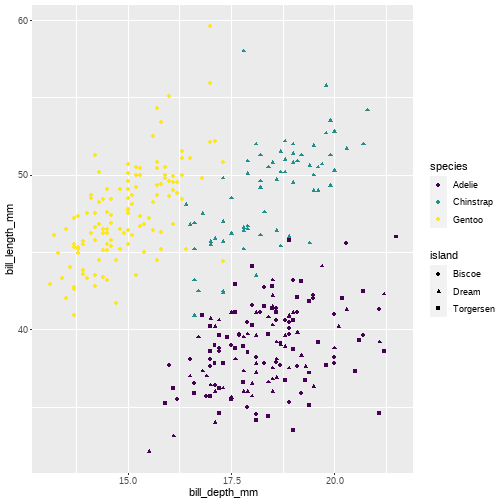 60
50
40
bill_length_mm
15.0
17.5
20.0
bill_depth_mm
species
Adelie
Chinstrap
Gentoo
island
Biscoe
Dream
Torgersen